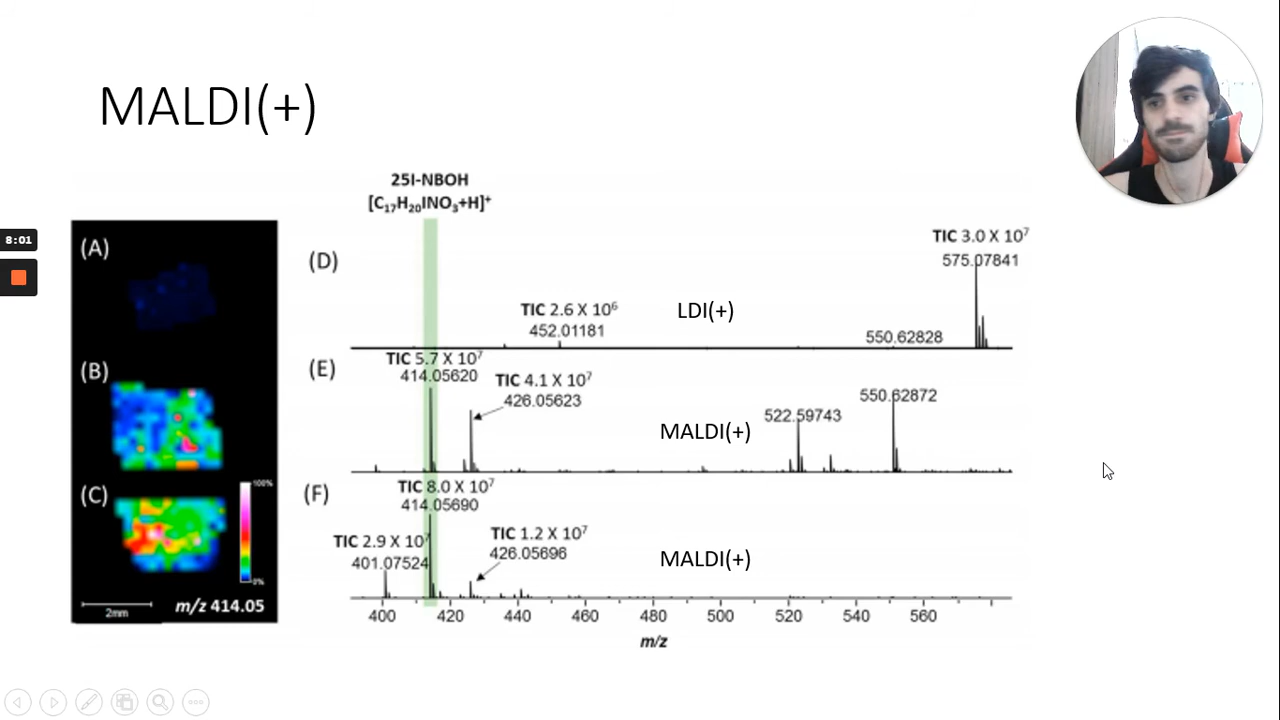 MALDI(+)
8:01
25I-NBOH
[C₁₇H₂₀INO₃+H]⁺
(A)
(B)
(C)
100%
0%
2mm
m/z 414.05
(D)
TIC 2.6 X 10⁶
452.01181
LDI(+)
550.62828
TIC 3.0 X 10⁷
575.07841
(E)
TIC 5.7 X 10⁷
414.05620
TIC 4.1 X 10⁷
426.05623
MALDI(+)
522.59743
550.62872
(F)
TIC 8.0 X 10⁷
414.05690
TIC 2.9 X 10⁷
401.07524
TIC 1.2 X 10⁷
426.05696
MALDI(+)
400 420 440 460 480 500 520 540 560
m/z